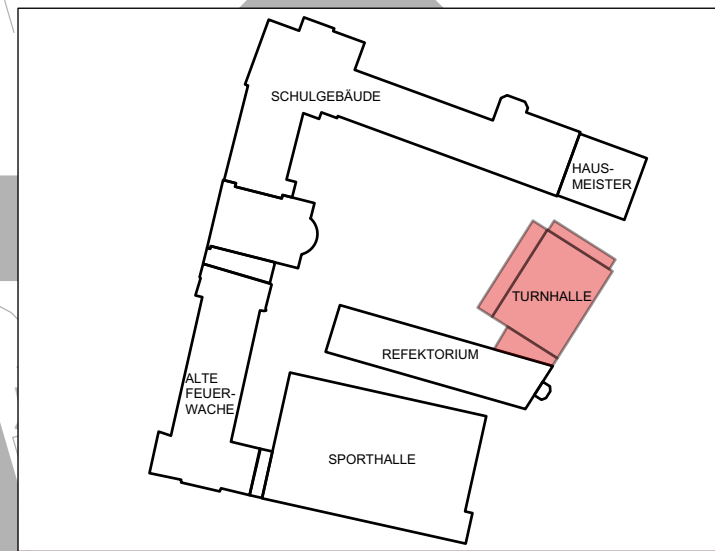 SCHULGEBÄUDE
HAUS-
MEISTER
TURNHALLE
REFEKTORIUM
ALTE
FEUER-
WACHE
SPORTHALLE